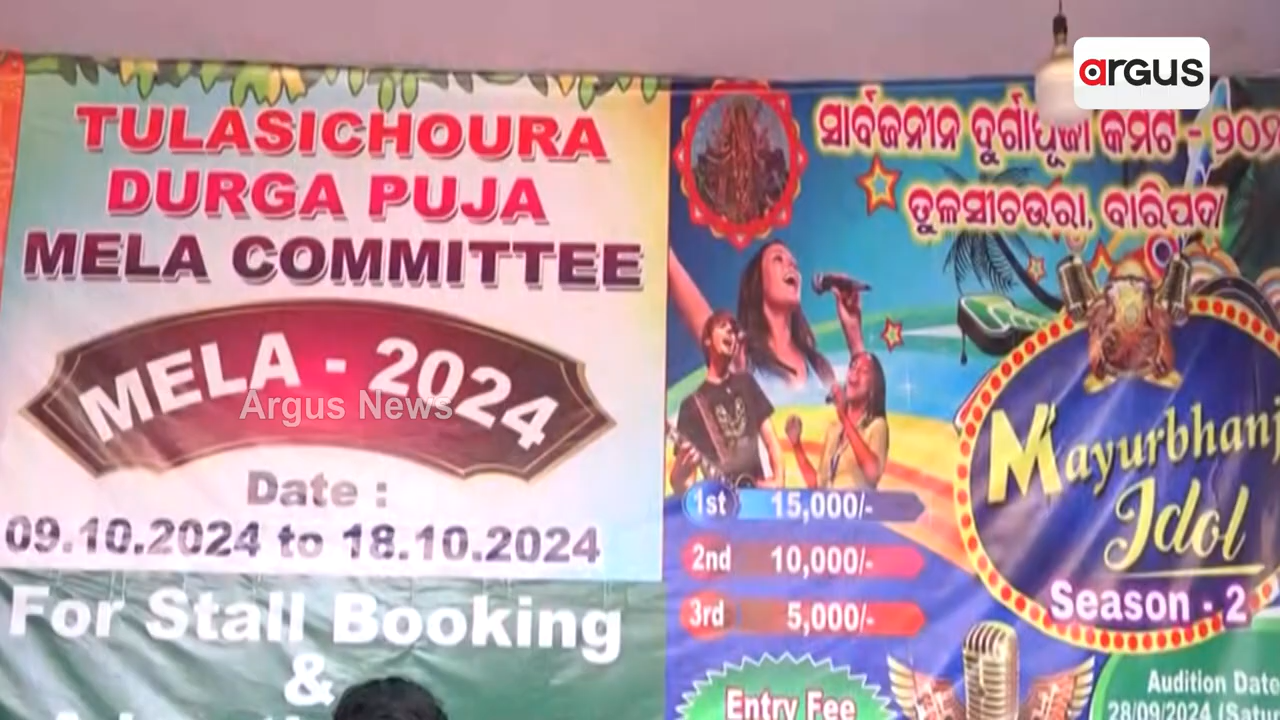 argus
TULASICHOURA
DURGA PUJA
MELA COMMITTEE
MELA - 2024
Argus News
Date :
09.10.2024 to 18.10.2024
For Stall Booking
&
ସାର୍ବଜନୀନ ଦୁର୍ଗାପୂଜା କମିଟି -
ତୁଳସୀଚଉରା, ବାରିପଦା
1st 15,000/-
2nd 10,000/-
3rd 5,000/-
Mayurbhanj
Idol
Season - 2
Entry Fee
Audition Date
28/09/2024